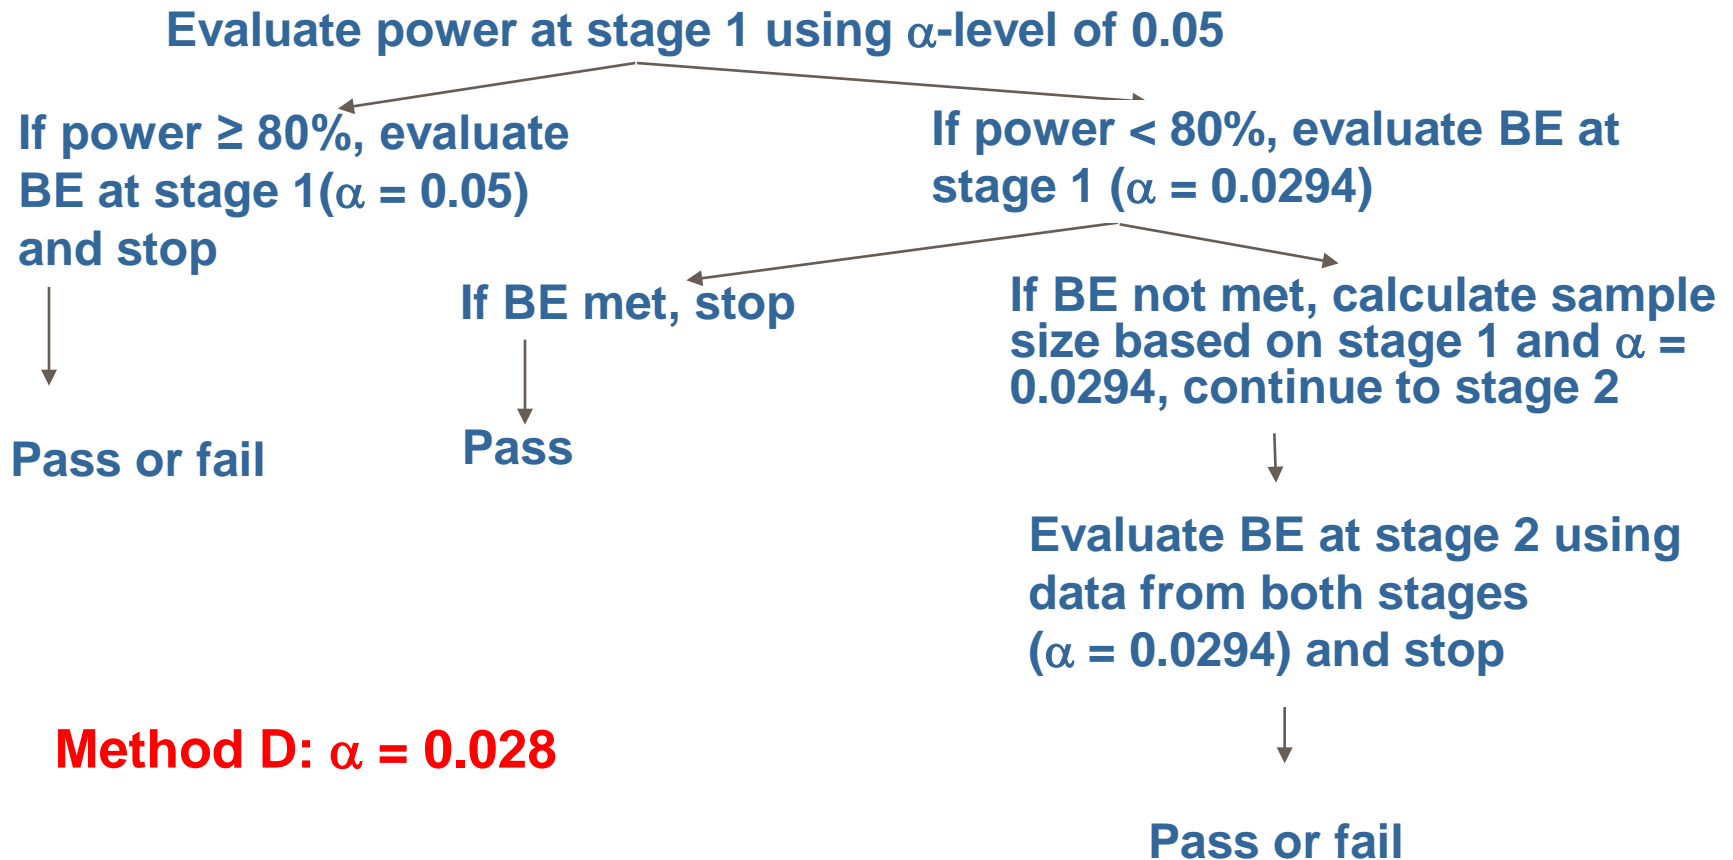 Evaluate power at stage 1 using α-level of 0.05
If power ≥ 80%, evaluate
BE at stage 1(α = 0.05)
and stop
If power < 80%, evaluate BE at
stage 1 (α = 0.0294)
If BE met, stop
If BE not met, calculate sample
size based on stage 1 and α =
0.0294, continue to stage 2
Pass or fail
Pass
Evaluate BE at stage 2 using
data from both stages
(α = 0.0294) and stop
Method D: α = 0.028
Pass or fail